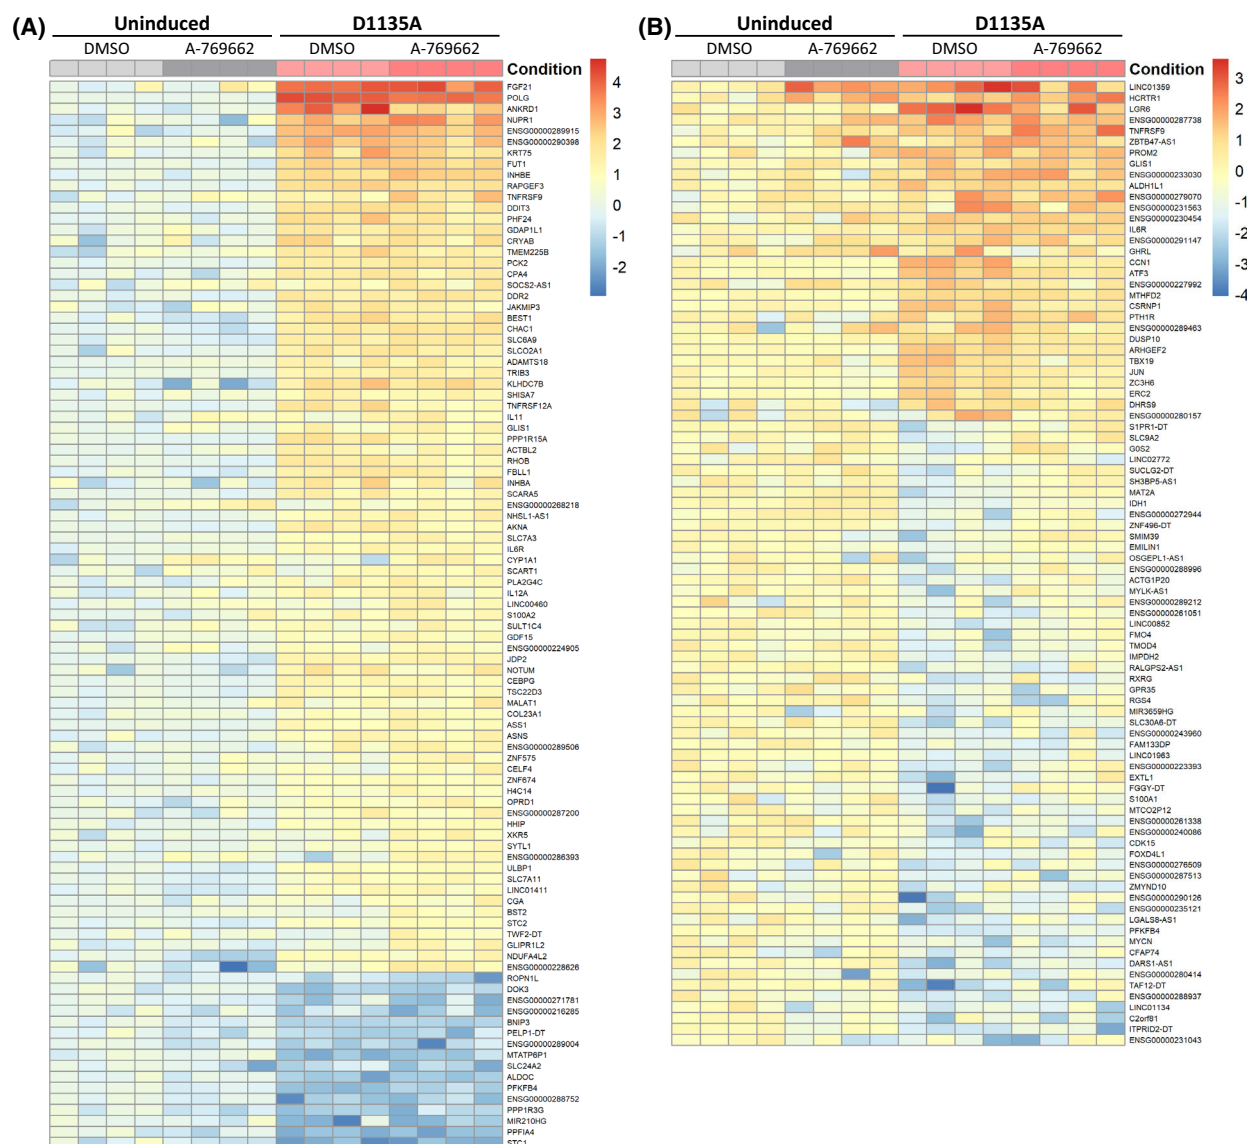 (A)
Uninduced D1135A
DMSO A-769662 DMSO A-769662
Condition
FGF21
POLG
ANKRD1
NUPR1
ENSG00000289915
ENSG00000290398
KRT75
FUT1
INHBE
RAPGEF3
TNFRSF9
DDIT3
PHF24
GDAP1L1
CRYAB
TMEM225B
PCK2
CPA4
SOCS2-AS1
DDR2
JAKMIP3
BEST1
CHAC1
SLC6A9
SLCO2A1
ADAMTS18
TRIB3
KLHDC7B
SHISA7
TNFRSF12A
IL11
GLIS1
PPP1R15A
ACTBL2
RHOB
FBLL1
INHBA
SCARA5
ENSG00000268218
NHSL1-AS1
AKNA
SLC7A3
IL6R
CYP1A1
SCART1
PLA2G4C
IL12A
LINC00460
S100A2
SULT1C4
GDF15
ENSG00000224905
JDP2
NOTUM
CEBPG
TSC22D3
MALAT1
COL23A1
ASS1
ASNS
ENSG00000289506
ZNF575
CELF4
ZNF674
H4C14
OPRD1
ENSG00000287200
HHIP
XKR5
SYTL1
ENSG00000286393
ULBP1
SLC7A11
LINC01411
CGA
BST2
STC2
TWF2-DT
GLIPR1L2
NDUFA4L2
ENSG00000228626
ROPN1L
DOK3
ENSG00000271781
ENSG00000216285
BNIP3
PELP1-DT
ENSG00000289004
MTATP6P1
SLC24A2
ALDOC
PFKFB4
ENSG00000288752
PPP1R3G
MIR210HG
PPFIA4
STC1
4
3
2
1
0
-1
-2
(B)
Uninduced D1135A
DMSO A-769662 DMSO A-769662
Condition
LINC01359
HCRTR1
LGR6
ENSG00000287738
TNFRSF9
ZBTB47-AS1
PROM2
GLIS1
ENSG00000233030
ALDH1L1
ENSG00000279070
ENSG00000231563
ENSG00000230454
IL6R
ENSG00000291147
GHRL
CCN1
ATF3
ENSG00000227992
MTHFD2
CSRNP1
PTH1R
ENSG00000289463
DUSP10
ARHGEF2
TBX19
JUN
ZC3H6
ERC2
DHRS9
ENSG00000280157
S1PR1-DT
SLC9A2
G0S2
LINC02772
SUCLG2-DT
SH3BP5-AS1
MAT2A
IDH1
ENSG00000272944
ZNF496-DT
SMIM39
EMILIN1
OSGEPL1-AS1
ENSG00000288996
ACTG1P20
MYLK-AS1
ENSG00000289212
ENSG00000261051
LINC00852
FMO4
TMOD4
IMPDH2
RALGPS2-AS1
RXRG
GPR35
RGS4
MIR3659HG
SLC30A6-DT
ENSG00000243960
FAM133DP
LINC01963
ENSG00000223393
EXTL1
FGGY-DT
S100A1
MTCO2P12
ENSG00000261338
ENSG00000240086
CDK15
FOXD4L1
ENSG00000276509
ENSG00000287513
ZMYND10
ENSG00000290126
ENSG00000235121
LGALS8-AS1
PFKFB4
MYCN
CFAP74
DARS1-AS1
ENSG00000280414
TAF12-DT
ENSG00000288937
LINC01134
C2orf81
ITPRID2-DT
ENSG00000231043
3
2
1
0
-1
-2
-3
-4